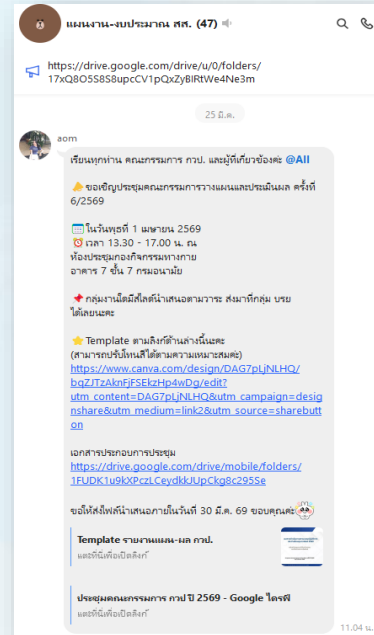 แผนงาน-งบประมาณ สส. (47)
https://drive.google.com/drive/u/0/folders/
17xQ8O5S8S8upcCV1pQxZyBIRtWe4Ne3m
25 มี.ค.
aom
เรียนทุกท่าน คณะกรรมการ กวป. และผู้ที่เกี่ยวข้องค่ะ @All
ขอเชิญประชุมคณะกรรมการวางแผนและประเมินผล ครั้งที่
6/2569
ในวันพุธที่ 1 เมษายน 2569
เวลา 13.30 - 17.00 น. ณ
ห้องประชุมกองกิจกรรมทางกาย
อาคาร 7 ชั้น 7 กรมอนามัย
กลุ่มงานใดมีสไลด์นำเสนอตามวาระ ส่งมาที่กลุ่ม บรย
ได้เลยนะคะ
Template ตามลิงก์ด้านล่างนี้นะคะ
(สามารถปรับโทนสีได้ตามความเหมาะสมค่ะ)
https://www.canva.com/design/DAG7pLjNLHQ/
bqZJTzAknFjFSEkzHp4wDg/edit?
utm_content=DAG7pLjNLHQ&utm_campaign=desig
nshare&utm_medium=link2&utm_source=sharebutt
on
เอกสารประกอบการประชุม
https://drive.google.com/drive/mobile/folders/
1FUDK1u9kXPczLCeydkkJUpCkg8c295Se
ขอให้ส่งไฟล์นำเสนอภายในวันที่ 30 มี.ค. 69 ขอบคุณค่ะ
Template รายงานแผน-ผล กวป.
แตะที่นี่เพื่อเปิดลิงก์
ประชุมคณะกรรมการ กวป ปี 2569 - Google ไดรฟ์
แตะที่นี่เพื่อเปิดลิงก์
11.04 น.